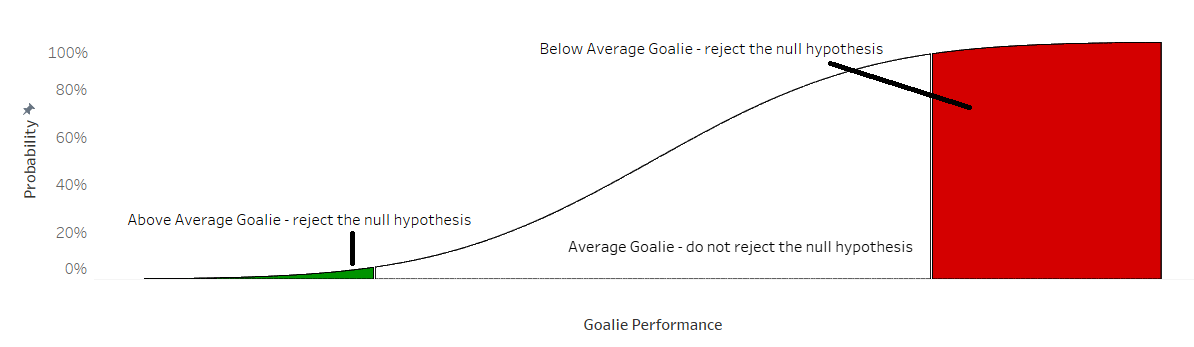 Below Average Goalie - reject the null hypothesis
100%
80%
60%
40%
20%
0%
Probability
Above Average Goalie - reject the null hypothesis
Average Goalie - do not reject the null hypothesis
Goalie Performance